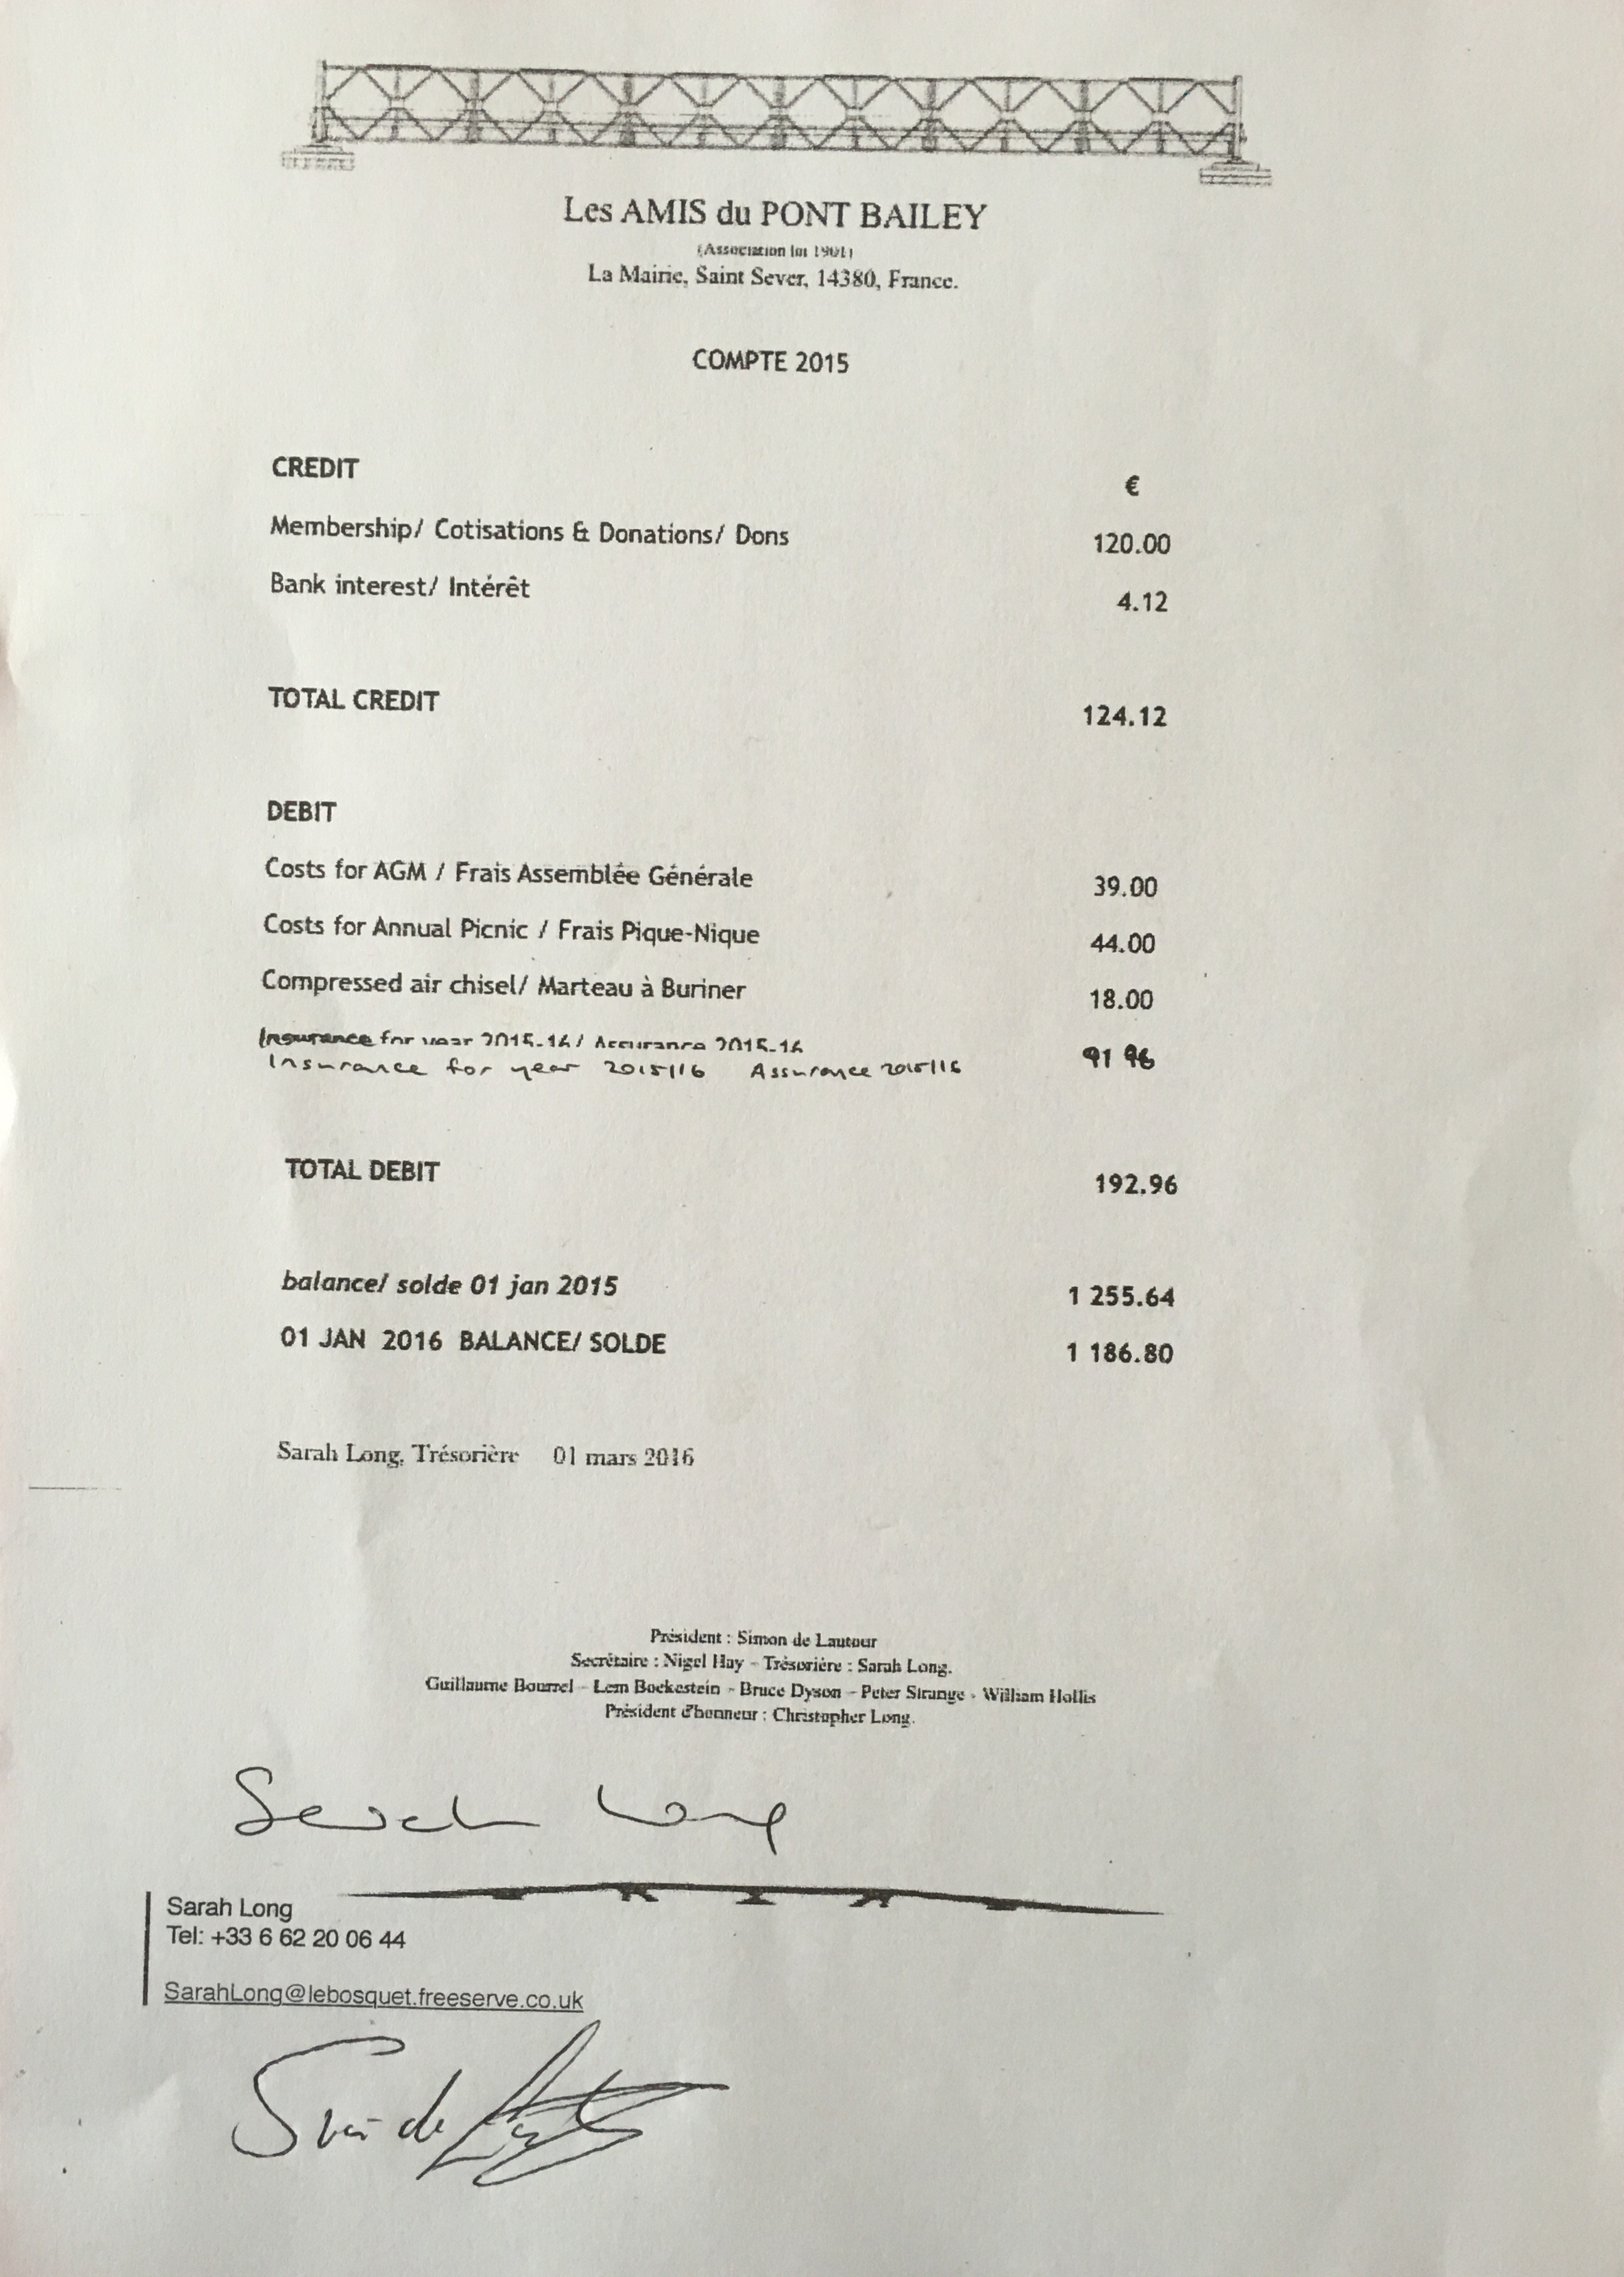 Les AMIS du PONT BAILEY
(Association loi 1901)
La Mairie, Saint Sever, 14380, France.
COMPTE 2015
CREDIT
€
Membership/ Cotisations & Donations/ Dons 120.00
Bank interest/ Intérêt 4.12
TOTAL CREDIT 124.12
DEBIT
Costs for AGM / Frais Assemblée Générale 39.00
Costs for Annual Picnic / Frais Pique-Nique 44.00
Compressed air chisel/ Marteau à Buriner 18.00
Insurance for year 2015-16/ Assurance 2015-16
Insurance for year 2015/16 Assurance 2015/16 91 96
TOTAL DEBIT 192.96
balance/ solde 01 jan 2015 1 255.64
01 JAN 2016 BALANCE/ SOLDE 1 186.80
Sarah Long, Trésorière 01 mars 2016
Président : Simon de Lautour
Secrétaire : Nigel Hay - Trésorière : Sarah Long.
Guillaume Bourrel - Lem Boekestein - Bruce Dyson - Peter Strange - William Hollis
Président d'honneur : Christopher Long.
Sarah Long
Sarah Long
Tel: +33 6 62 20 06 44
SarahLong@lebosquet.freeserve.co.uk